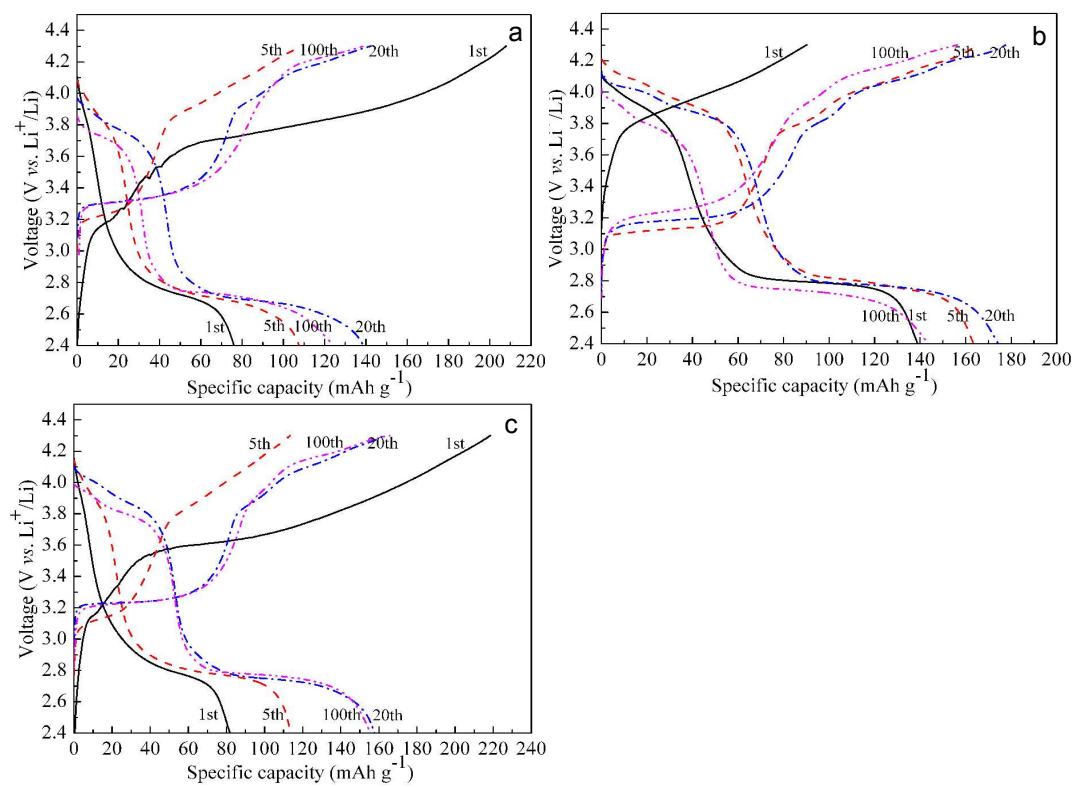 a
4.4
4.2
4.0
3.8
3.6
3.4
3.2
3.0
2.8
2.6
2.4
Voltage (V vs. Li+/Li)
5th 100th 20th 1st
1st 5th 100th 20th
0 20 40 60 80 100 120 140 160 180 200 220
Specific capacity (mAh g-1)
b
4.4
4.2
4.0
3.8
3.6
3.4
3.2
3.0
2.8
2.6
2.4
Voltage (V vs. Li /Li)
1st 100th 5th 20th
100th 1st 5th 20th
0 20 40 60 80 100 120 140 160 180 200
Specific capacity (mAh g-1)
c
4.4
4.2
4.0
3.8
3.6
3.4
3.2
3.0
2.8
2.6
2.4
Voltage (V vs. Li+/Li)
5th 100th 20th 1st
1st 5th 100th 20th
0 20 40 60 80 100 120 140 160 180 200 220 240
Specific capacity (mAh g-1)